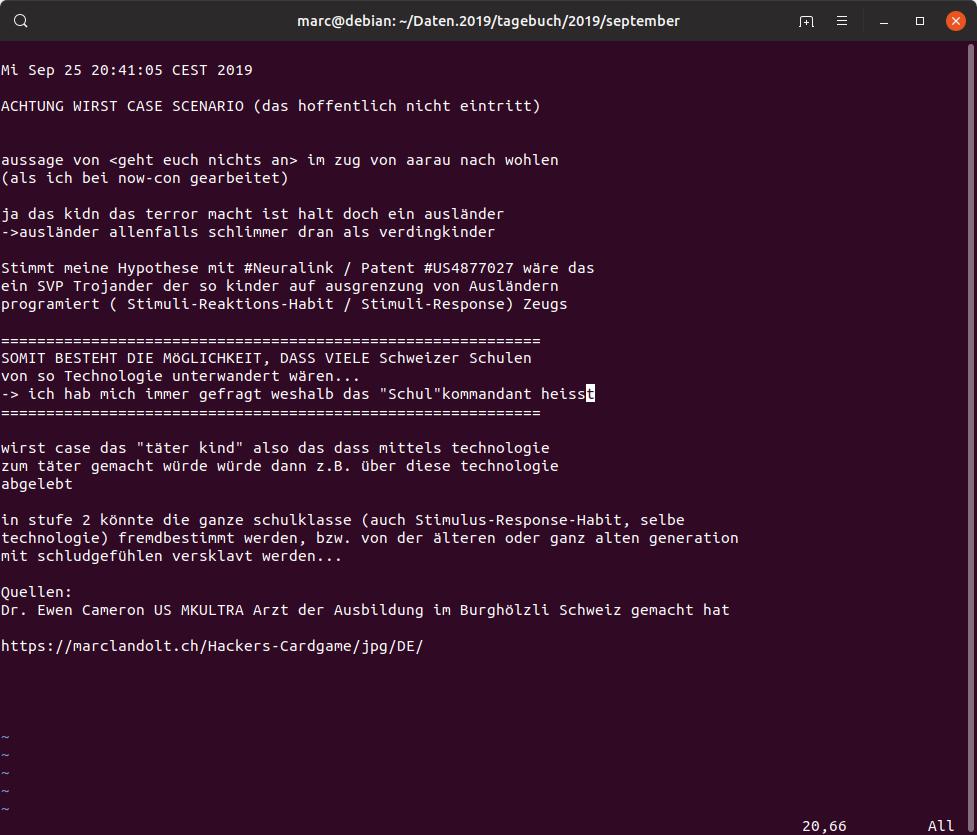 marc@debian: ~/Daten.2019/tagebuch/2019/september
Mi Sep 25 20:41:05 CEST 2019
ACHTUNG WIRST CASE SCENARIO (das hoffentlich nicht eintritt)
aussage von <geht euch nichts an> im zug von aarau nach wohlen
(als ich bei now-con gearbeitet)
ja das kidn das terror macht ist halt doch ein ausländer
->ausländer allenfalls schlimmer dran als verdingkinder
Stimmt meine Hypothese mit #Neuralink / Patent #US4877027 wäre das
ein SVP Trojander der so kinder auf ausgrenzung von Ausländern
programiert ( Stimuli-Reaktions-Habit / Stimuli-Response) Zeugs
============================================================
SOMIT BESTEHT DIE MöGLICHKEIT, DASS VIELE Schweizer Schulen
von so Technologie unterwandert wären...
-> ich hab mich immer gefragt weshalb das "Schul"kommandant heisst
============================================================
wirst case das "täter kind" also das dass mittels technologie
zum täter gemacht würde würde dann z.B. über diese technologie
abgelebt
in stufe 2 könnte die ganze schulklasse (auch Stimulus-Response-Habit, selbe
technologie) fremdbestimmt werden, bzw. von der älteren oder ganz alten generation
mit schludgefühlen versklavt werden...
Quellen:
Dr. Ewen Cameron US MKULTRA Arzt der Ausbildung im Burghölzli Schweiz gemacht hat
https://marclandolt.ch/Hackers-Cardgame/jpg/DE/
~
~
~
~
~
20,66 All